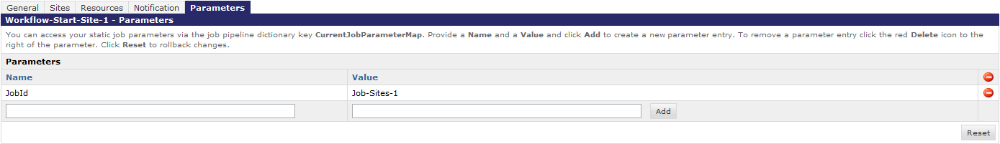 General Sites Resources Notification Parameters
Workflow-Start-Site-1 - Parameters
You can access your static job parameters via the job pipeline dictionary key CurrentJobParameterMap. Provide a Name and a Value and click Add to create a new parameter entry. To remove a parameter entry click the red Delete icon to the
right of the parameter. Click Reset to rollback changes.
Parameters
Name Value
JobId Job-Sites-1
Add
Reset